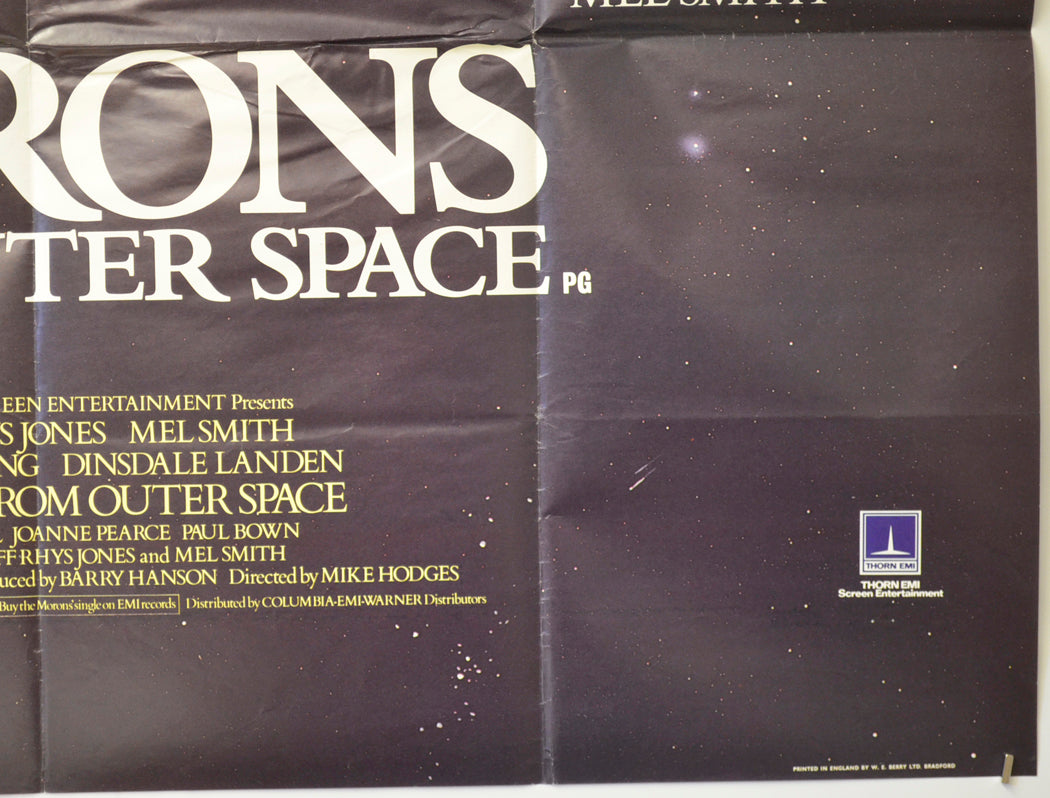 MEL SMITH
RONS
UTER SPACE PG
EEN ENTERTAINMENT Presents
S JONES MEL SMITH
NG DINSDALE LANDEN
ROM OUTER SPACE
JOANNE PEARCE PAUL BOWN
FF RHYS JONES and MEL SMITH
uced by BARRY HANSON Directed by MIKE HODGES
Buy the Morons' single on EMI records Distributed by COLUMBIA-EMI-WARNER Distributors
THORN EMI
THORN EMI
Screen Entertainment
PRINTED IN ENGLAND BY W. E. BERRY LTD. BRADFORD